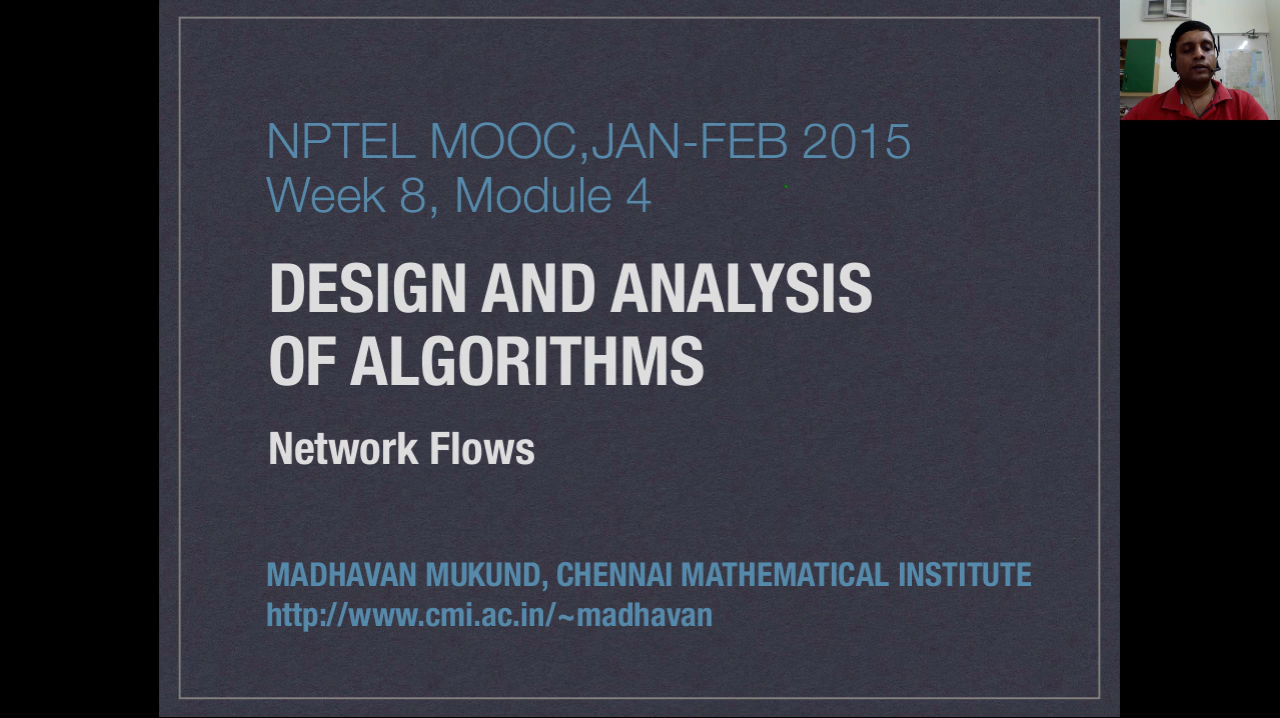 NPTEL MOOC,JAN-FEB 2015
Week 8, Module 4
DESIGN AND ANALYSIS
OF ALGORITHMS
Network Flows
MADHAVAN MUKUND, CHENNAI MATHEMATICAL INSTITUTE
http://www.cmi.ac.in/~madhavan